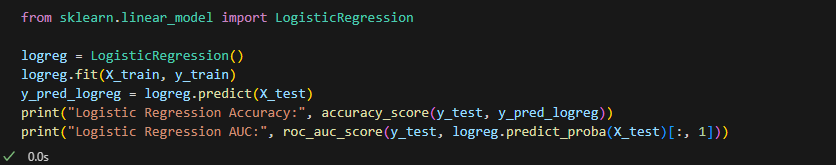 from sklearn.linear_model import LogisticRegression
logreg = LogisticRegression()
logreg.fit(X_train, y_train)
y_pred_logreg = logreg.predict(X_test)
print("Logistic Regression Accuracy:", accuracy_score(y_test, y_pred_logreg))
print("Logistic Regression AUC:", roc_auc_score(y_test, logreg.predict_proba(X_test)[:, 1]))
0.0s